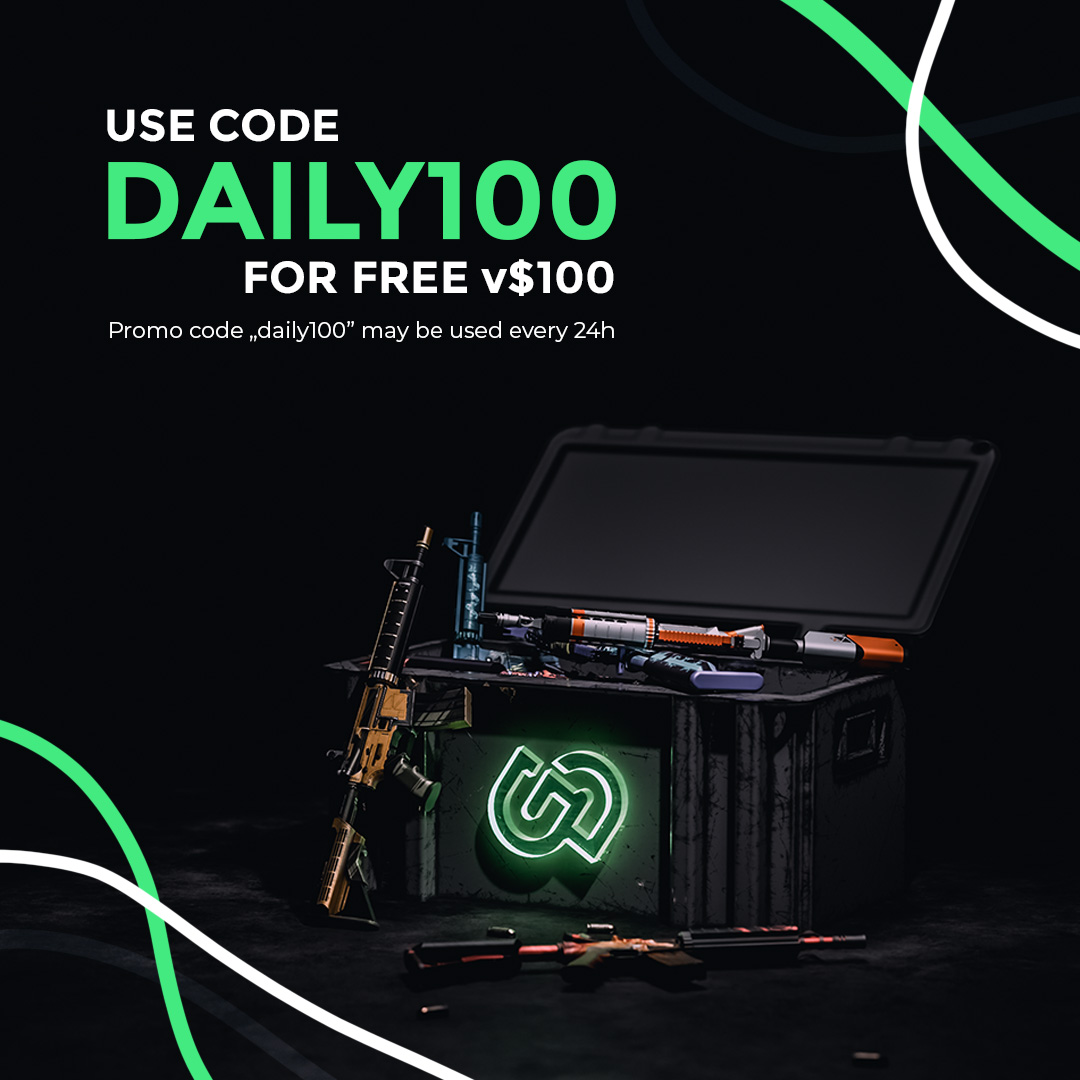 USE CODE
DAILY100
FOR FREE v$100
Promo code „daily100” may be used every 24h